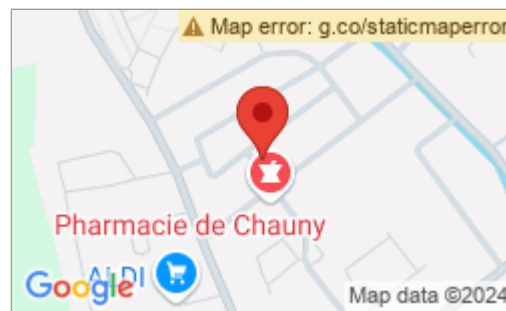 Map error: g.co/staticmaperror
Pharmacie de Chauny
ALDI
Google
Map data ©2024